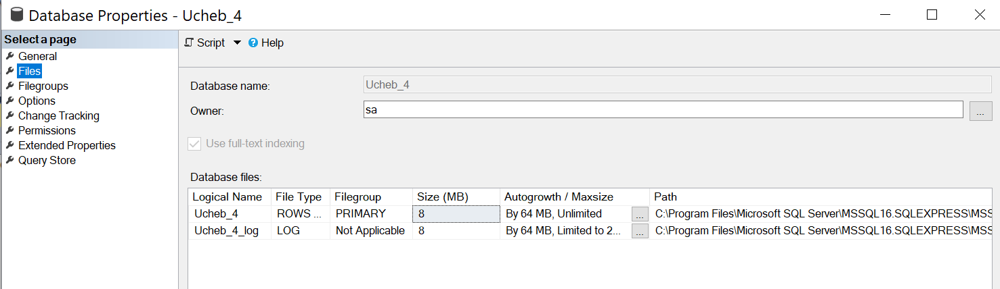 Database Properties - Ucheb_4
Select a page
General
Files
Filegroups
Options
Change Tracking
Permissions
Extended Properties
Query Store
Script Help
Database name: Ucheb_4
Owner: sa ...
Use full-text indexing
Database files:
Logical Name File Type Filegroup Size (MB) Autogrowth / Maxsize Path
Ucheb_4 ROWS ... PRIMARY 8 By 64 MB, Unlimited ... C:\Program Files\Microsoft SQL Server\MSSQL16.SQLEXPRESS\MSS
Ucheb_4_log LOG Not Applicable 8 By 64 MB, Limited to 2... ... C:\Program Files\Microsoft SQL Server\MSSQL16.SQLEXPRESS\MSS